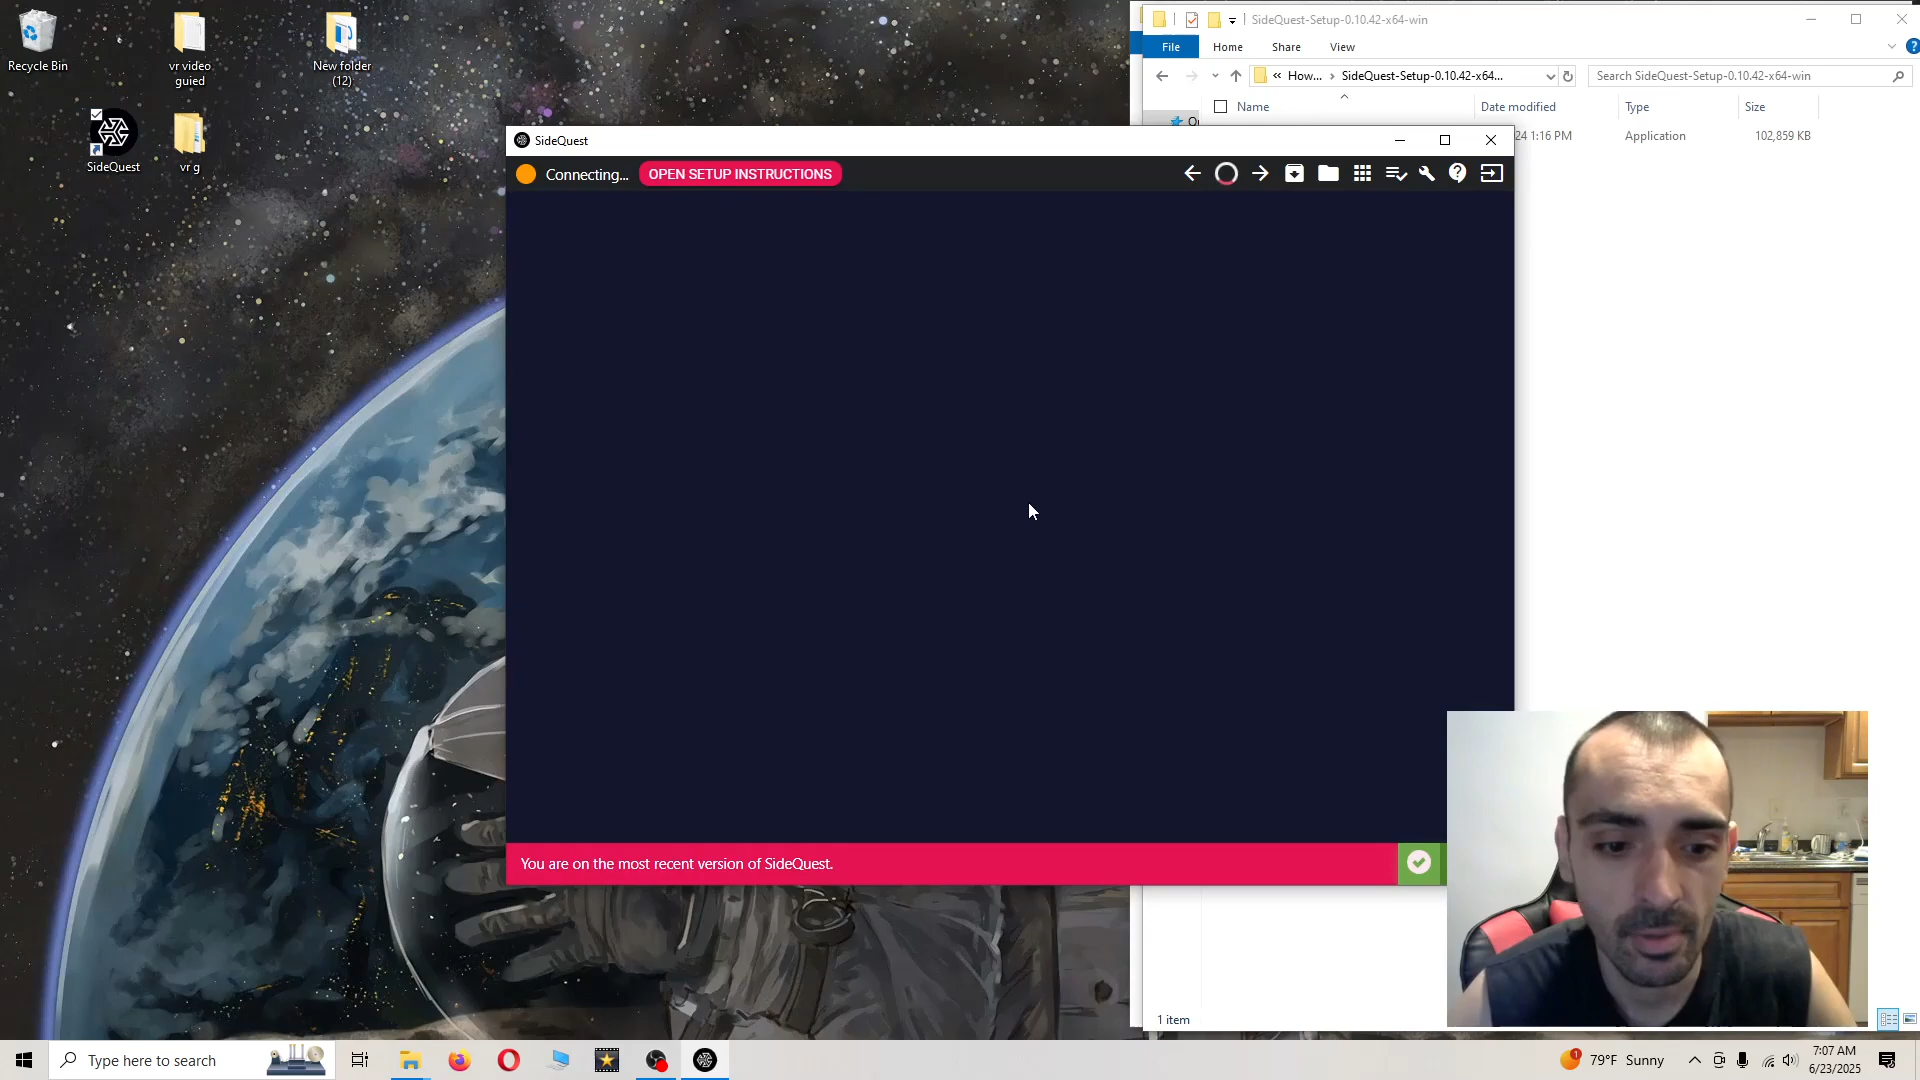 Recycle Bin
vr video
guied
New folder
(12)
SideQuest
vr g
SideQuest-Setup-0.10.42-x64-win
File
Home
Share
View
« How... › SideQuest-Setup-0.10.42-x64...
Search SideQuest-Setup-0.10.42-x64-win
Name
Date modified
Type
Size
24 1:16 PM
Application
102,859 KB
SideQuest
Connecting...
OPEN SETUP INSTRUCTIONS
You are on the most recent version of SideQuest.
1 item
Type here to search
79°F Sunny
7:07 AM
6/23/2025